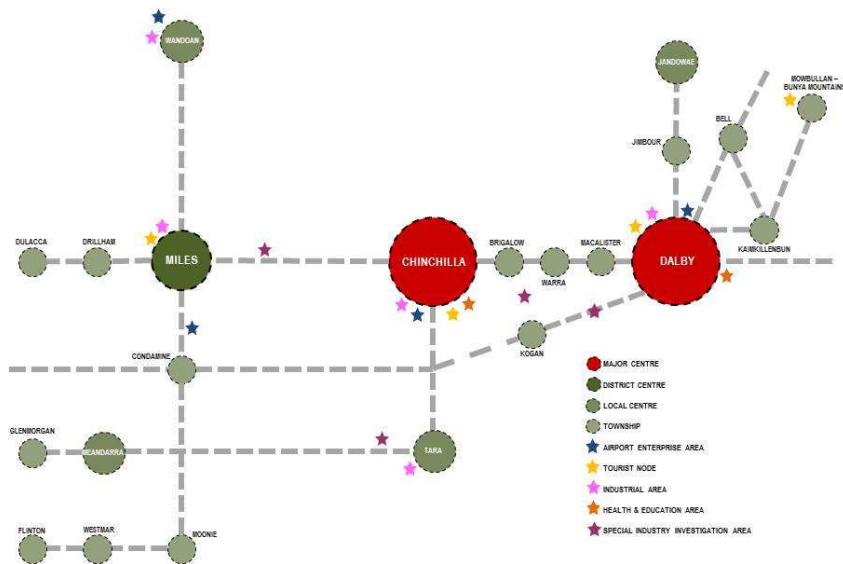 WANDOAN
JANDOWAE
MOWBULLAN –
BUNYA MOUNTAINS
BELL
JIMBOUR
DULACCA
DRILLHAM
MILES
CHINCHILLA
BRIGALOW
WARRA
MACALISTER
DALBY
KAIMKILLENBUN
CONDAMINE
KOGAN
GLENMORGAN
MEANDARRA
TARA
FLINTON
WESTMAR
MOONIE
MAJOR CENTRE
DISTRICT CENTRE
LOCAL CENTRE
TOWNSHIP
AIRPORT ENTERPRISE AREA
TOURIST NODE
INDUSTRIAL AREA
HEALTH & EDUCATION AREA
SPECIAL INDUSTRY INVESTIGATION AREA